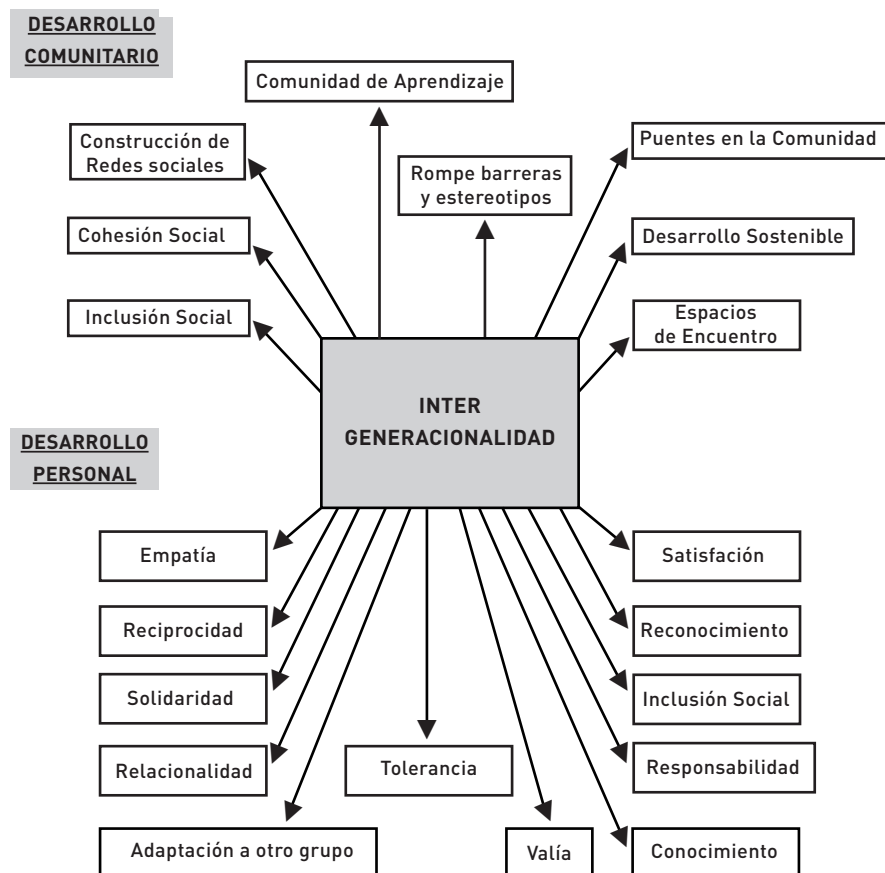 DESARROLLO
COMUNITARIO
Comunidad de Aprendizaje
Construcción de
Redes sociales
Puentes en la Comunidad
Rompe barreras
y estereotipos
Cohesión Social
Desarrollo Sostenible
Inclusión Social
Espacios
de Encuentro
INTER
GENERACIONALIDAD
DESARROLLO
PERSONAL
Empatía
Satisfación
Reciprocidad
Reconocimiento
Solidaridad
Inclusión Social
Relacionalidad
Tolerancia
Responsabilidad
Adaptación a otro grupo
Valía
Conocimiento